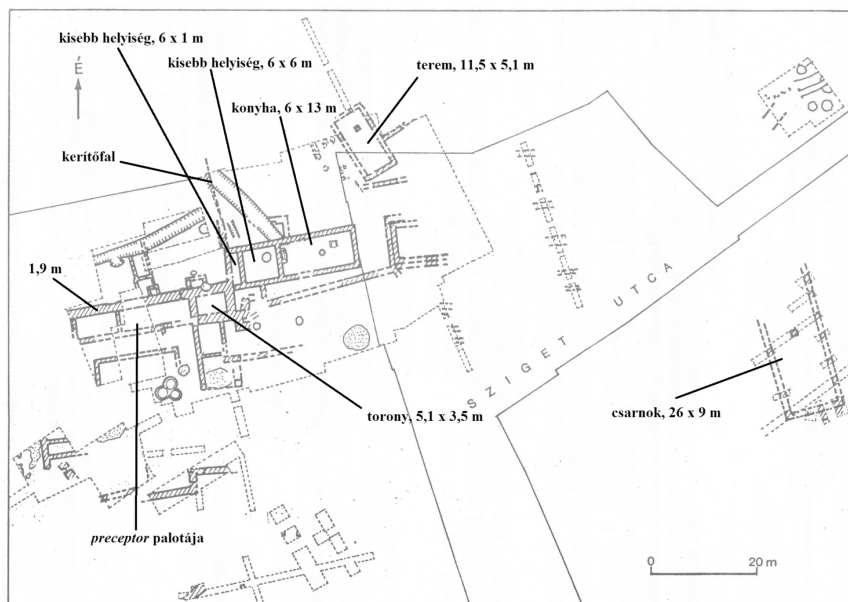 kisebb helyiség, 6 x 1 m
kisebb helyiség, 6 x 6 m
terem, 11,5 x 5,1 m
É
konyha, 6 x 13 m
kerítőfal
1,9 m
SZIGET UTCA
torony, 5,1 x 3,5 m
csarnok, 26 x 9 m
preceptor palotája
0 20 m